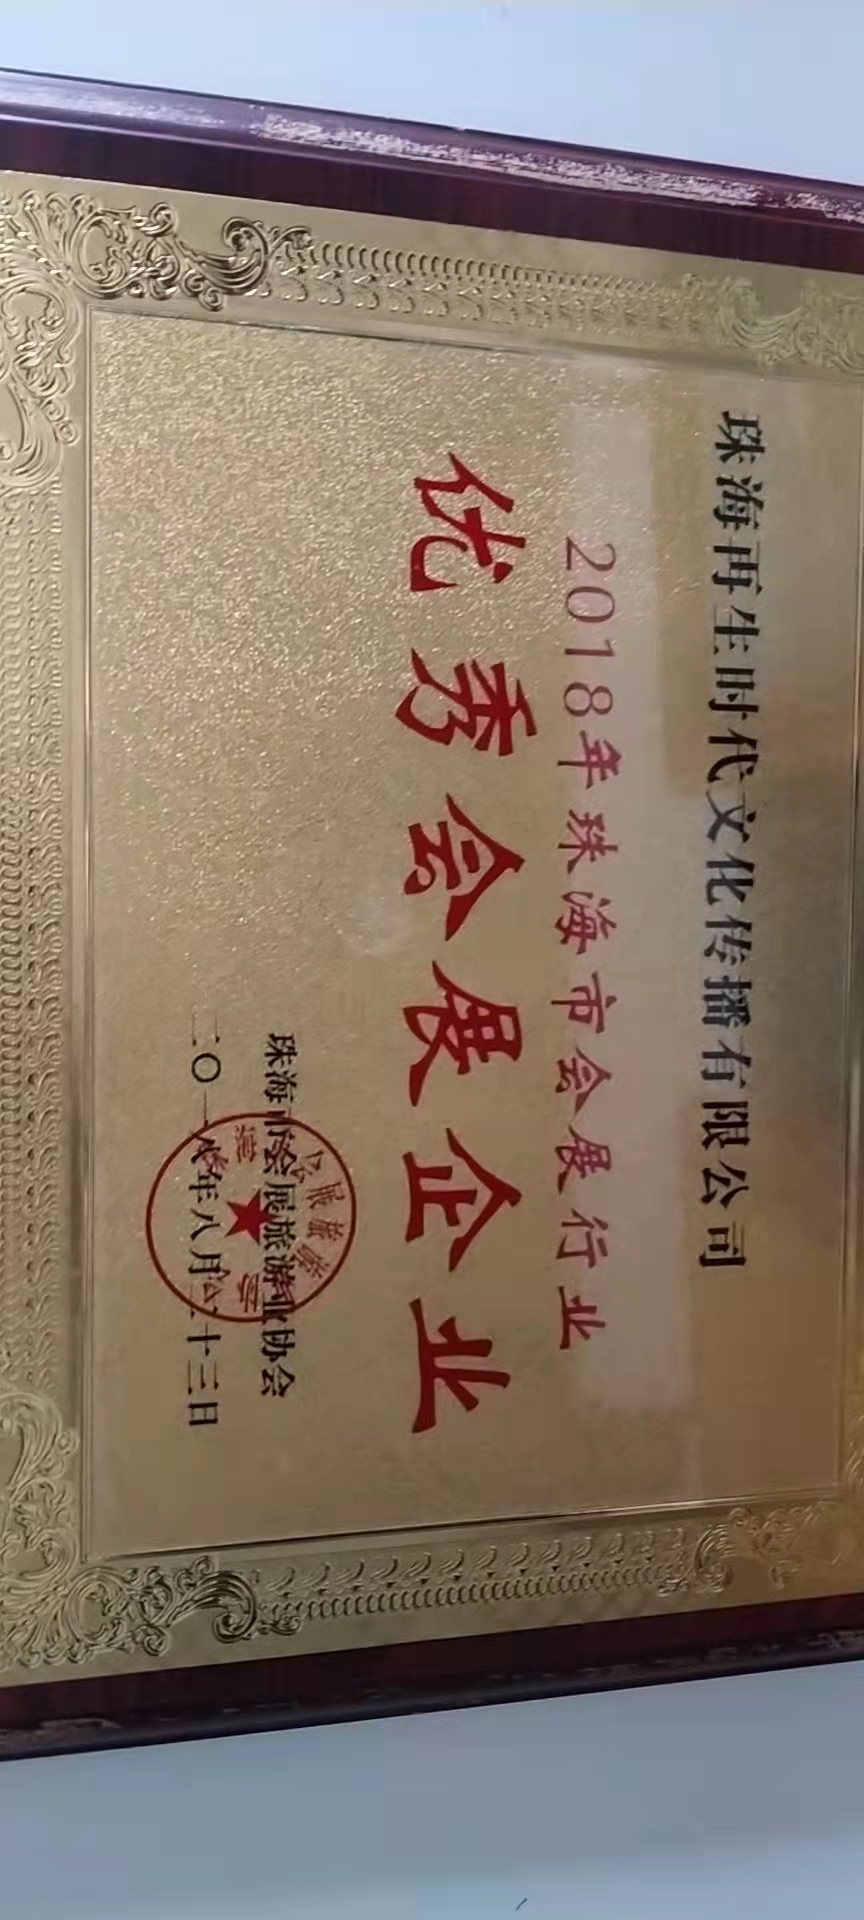 珠海再生时代文化传播有限公司
2018年珠海市会展行业
优秀会展企业
珠海市会展旅游业协会
二〇一八年八月二十三日